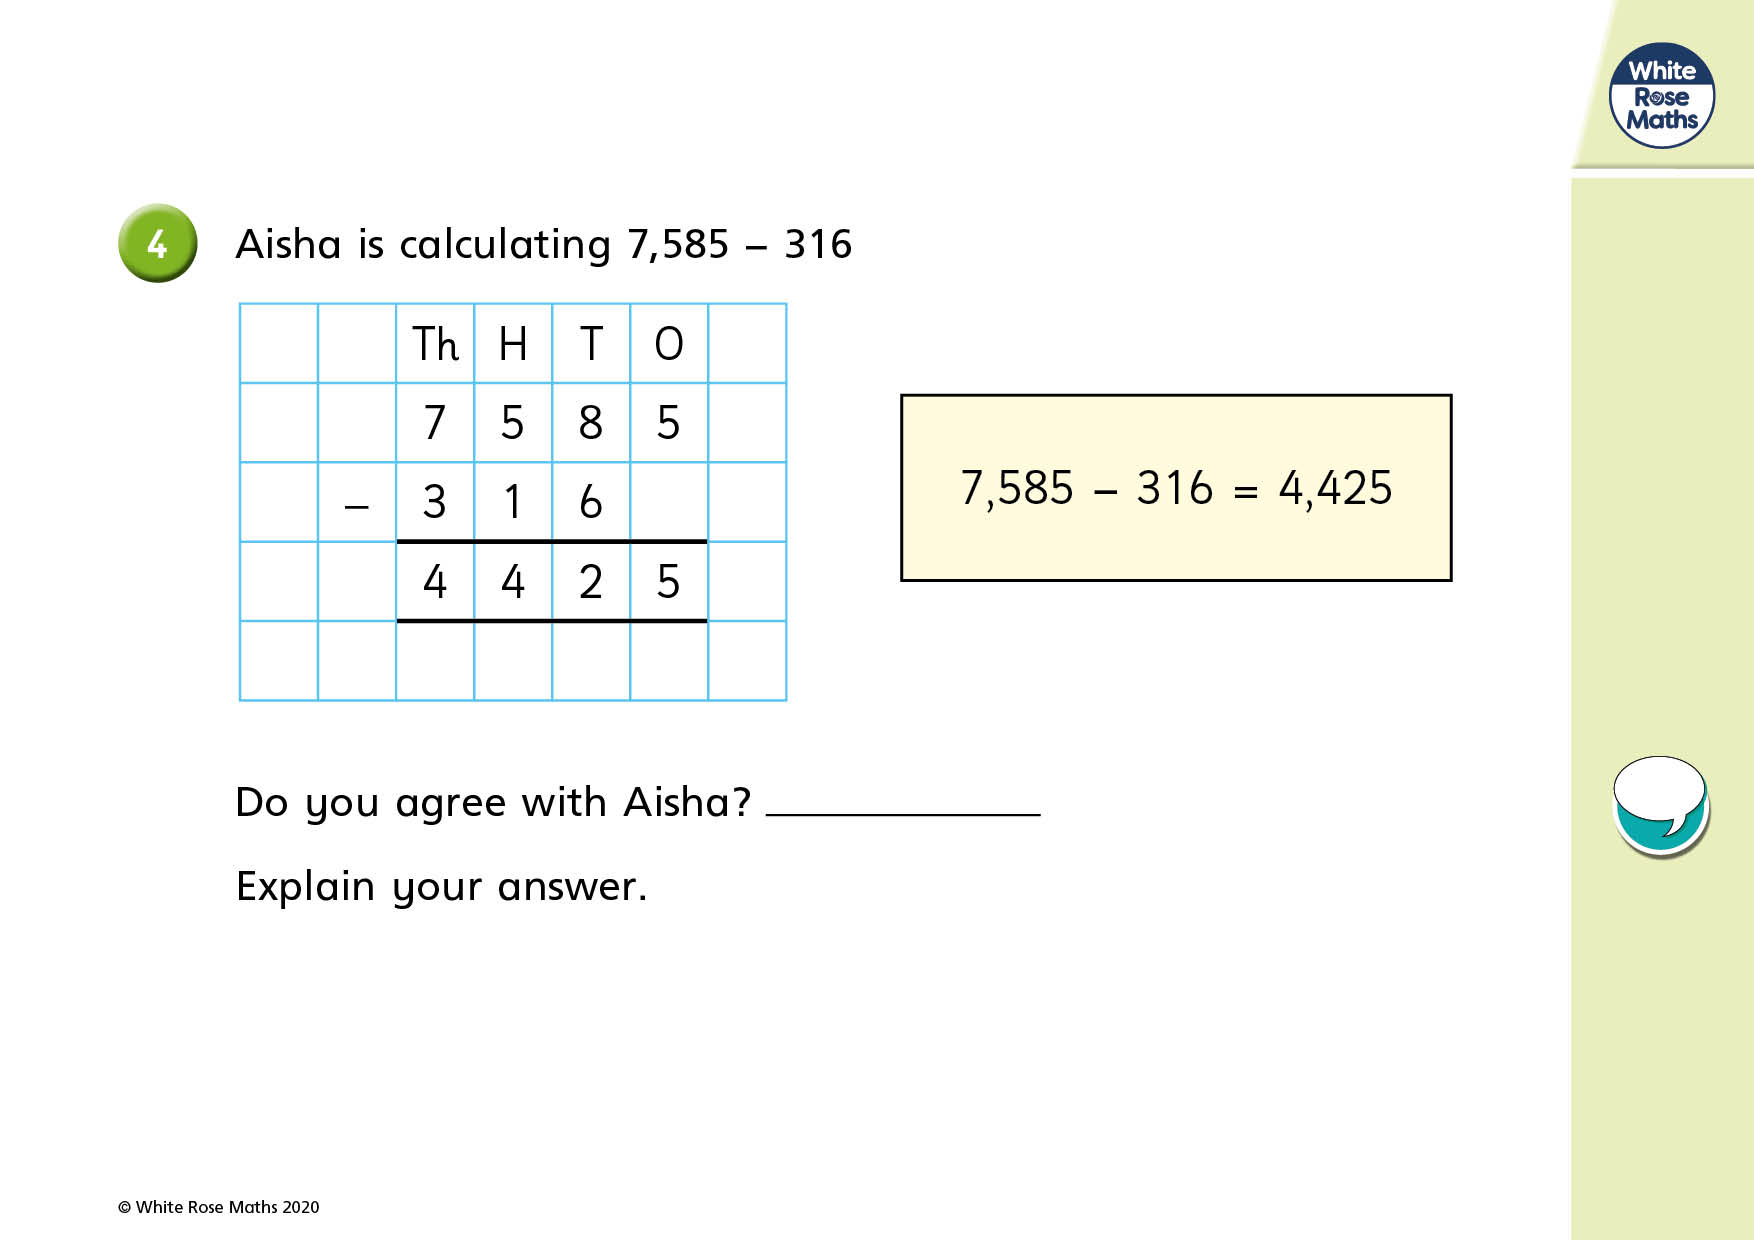 White
Rose
Maths
4 Aisha is calculating 7,585 – 316
Th H T O
7 5 8 5
– 3 1 6
4 4 2 5
7,585 – 316 = 4,425
Do you agree with Aisha? ____________
Explain your answer.
© White Rose Maths 2020